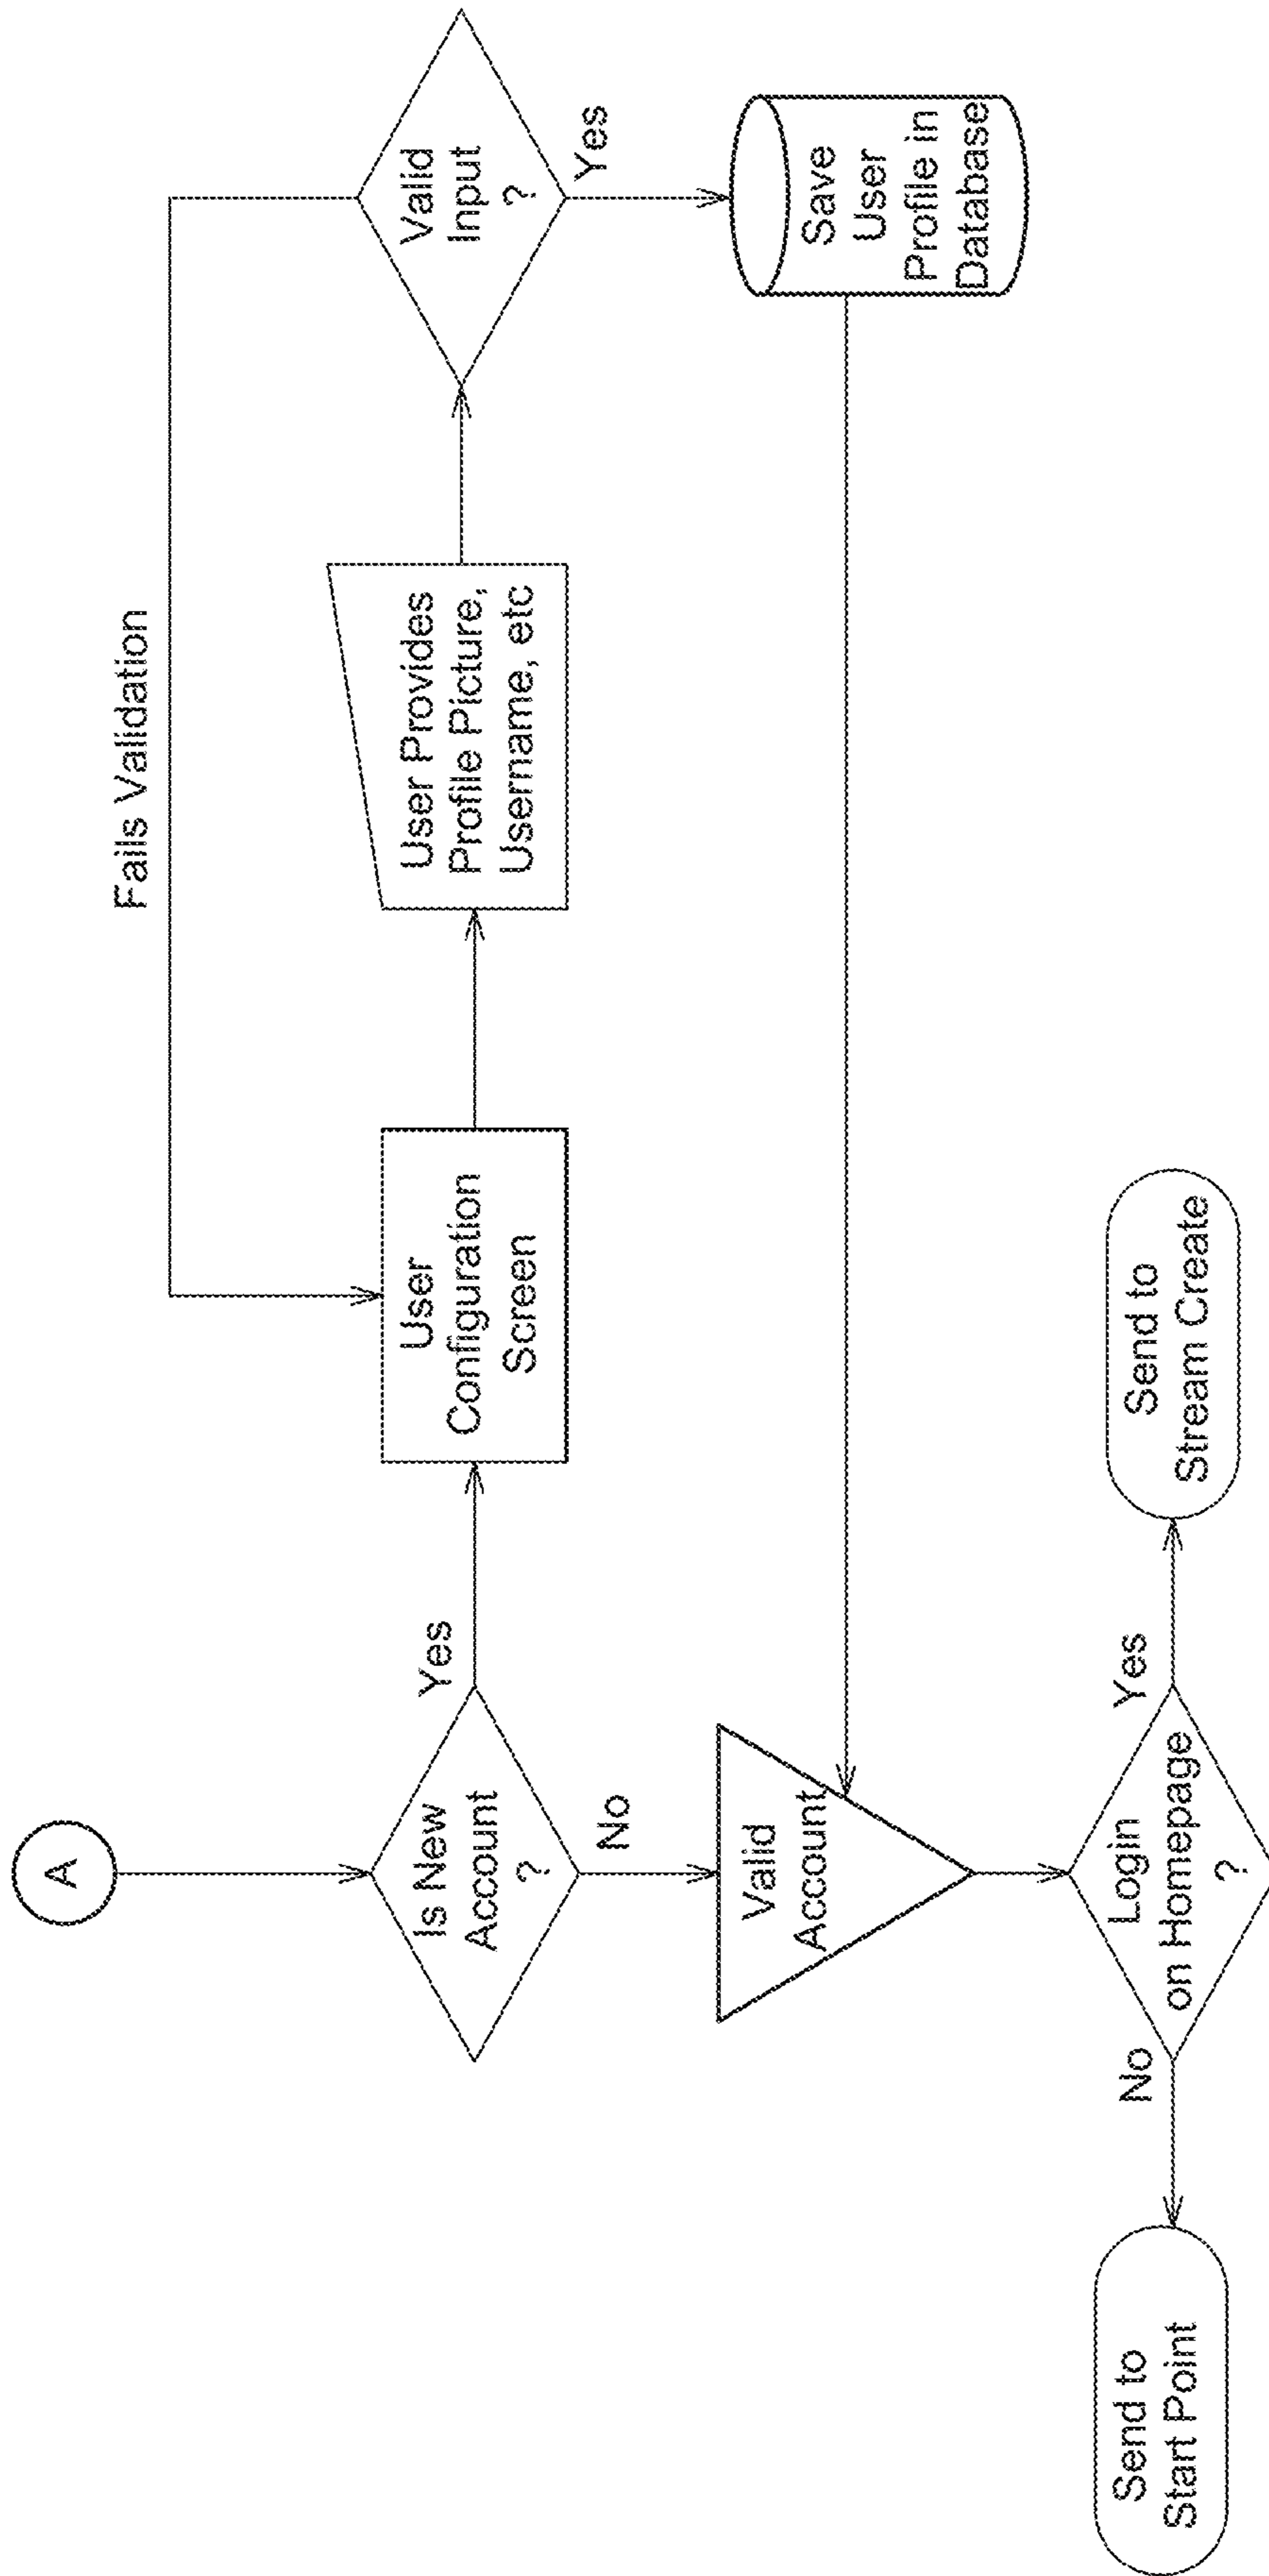 A
Is New
Account
?
Yes
No
User
Configuration
Screen
User Provides
Profile Picture,
Username, etc
Valid
Input
?
Fails Validation
Yes
Save
User
Profile in
Database
Valid
Account
Login
on Homepage
?
No
Yes
Send to
Start Point
Send to
Stream Create